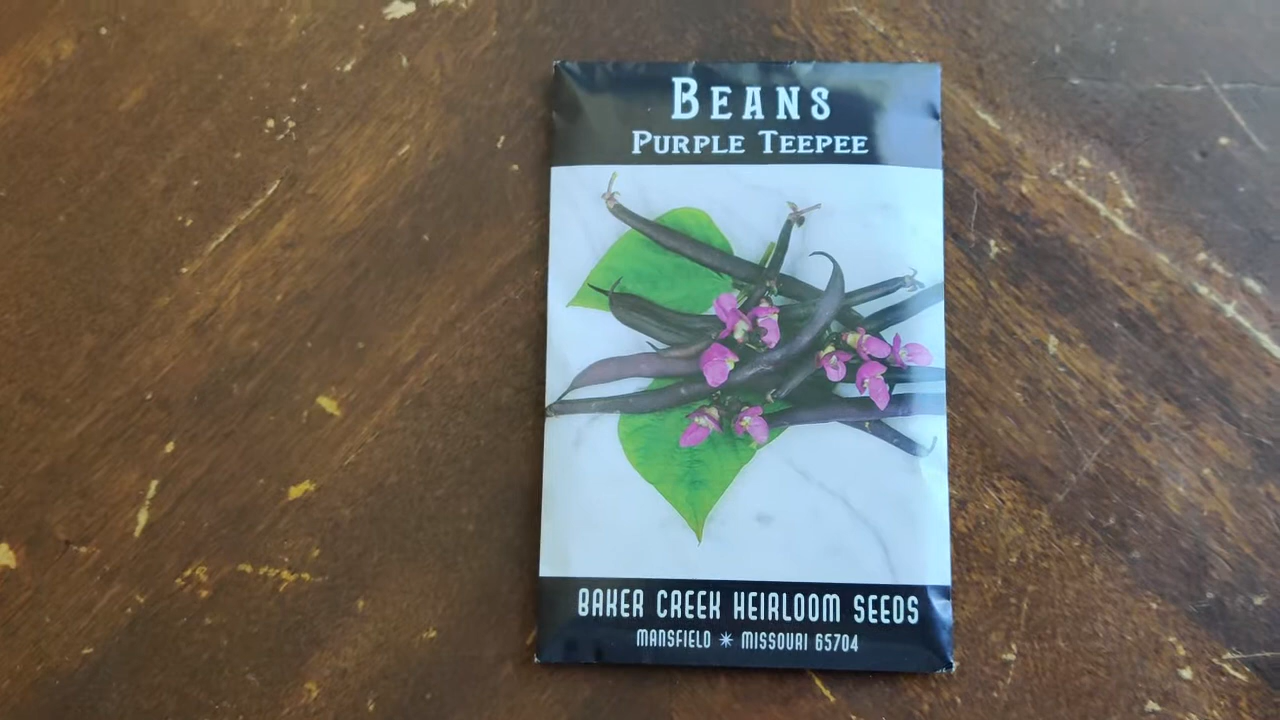 BEANS
PURPLE TEEPEE
BAKER CREEK HEIRLOOM SEEDS
MANSFIELD ✴ MISSOURI 65704